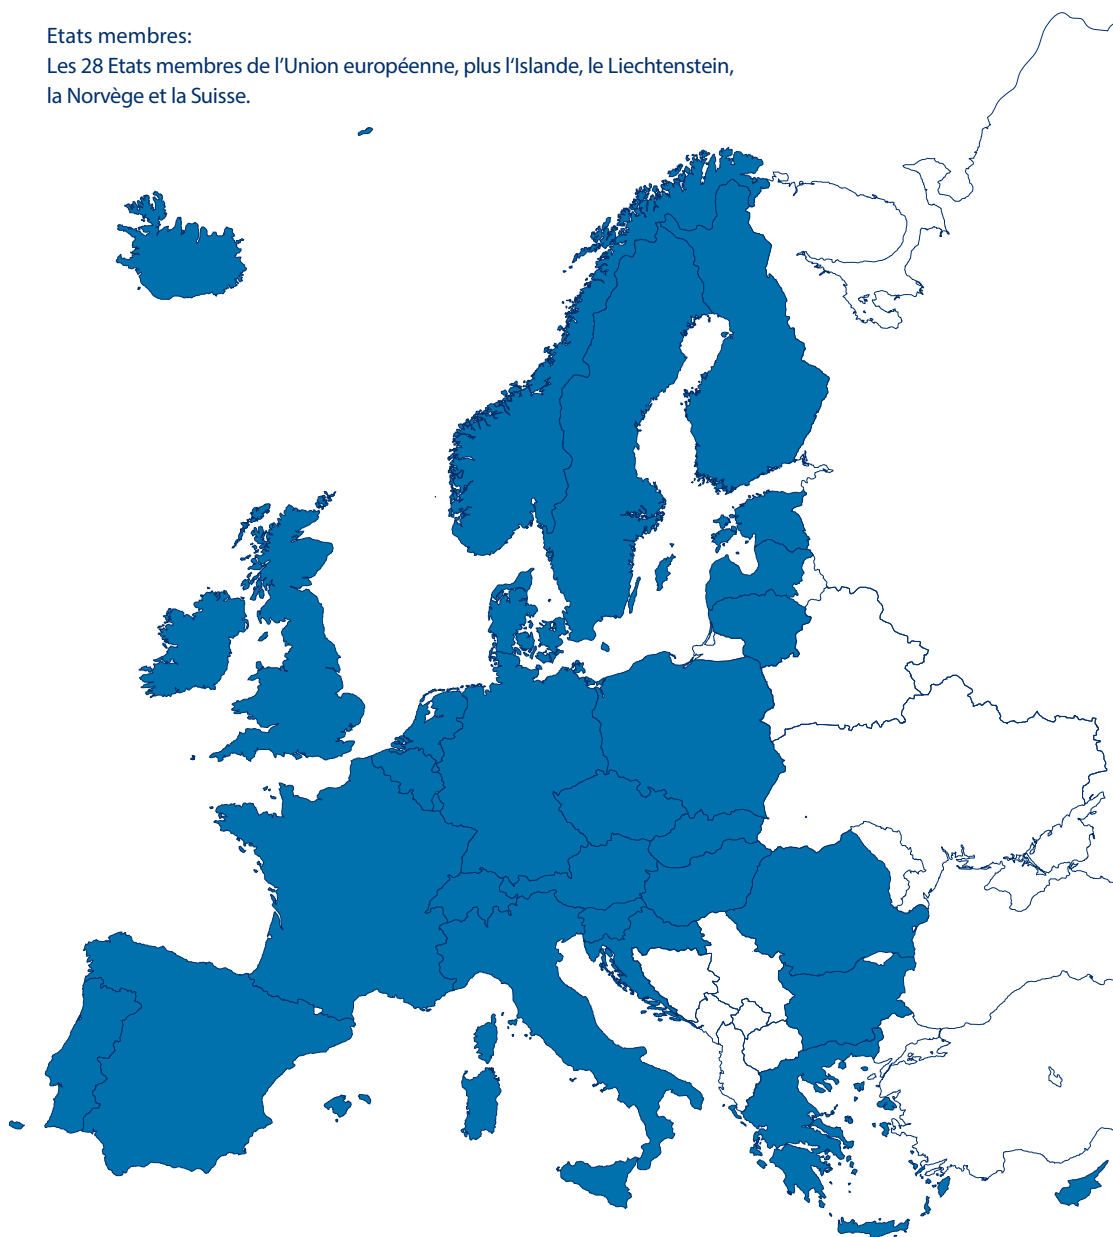 Etats membres:
Les 28 Etats membres de l’Union européenne, plus l‘Islande, le Liechtenstein,
la Norvège et la Suisse.